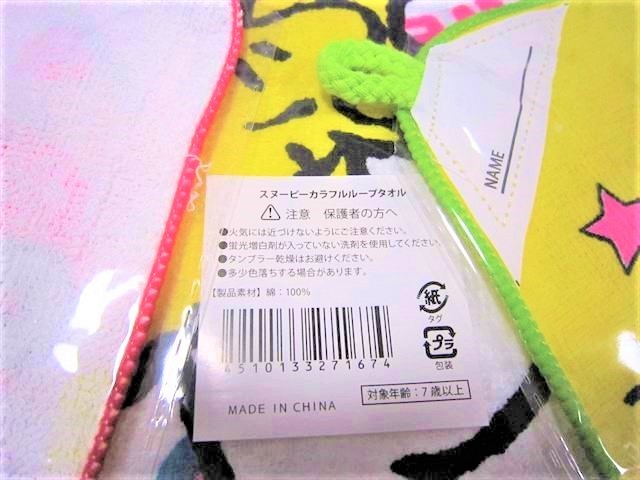 NAME
スヌーピーカラフルループタオル
注意 保護者の方へ
●火気には近づけないようにご注意ください。
●蛍光増白剤が入っていない洗剤を使用してください。
●タンブラー乾燥はお避けください。
●多少色落ちする場合があります。
【製品素材】綿：100%
紙
タグ
プラ
包装
4510133271674
対象年齢：7歳以上
MADE IN CHINA